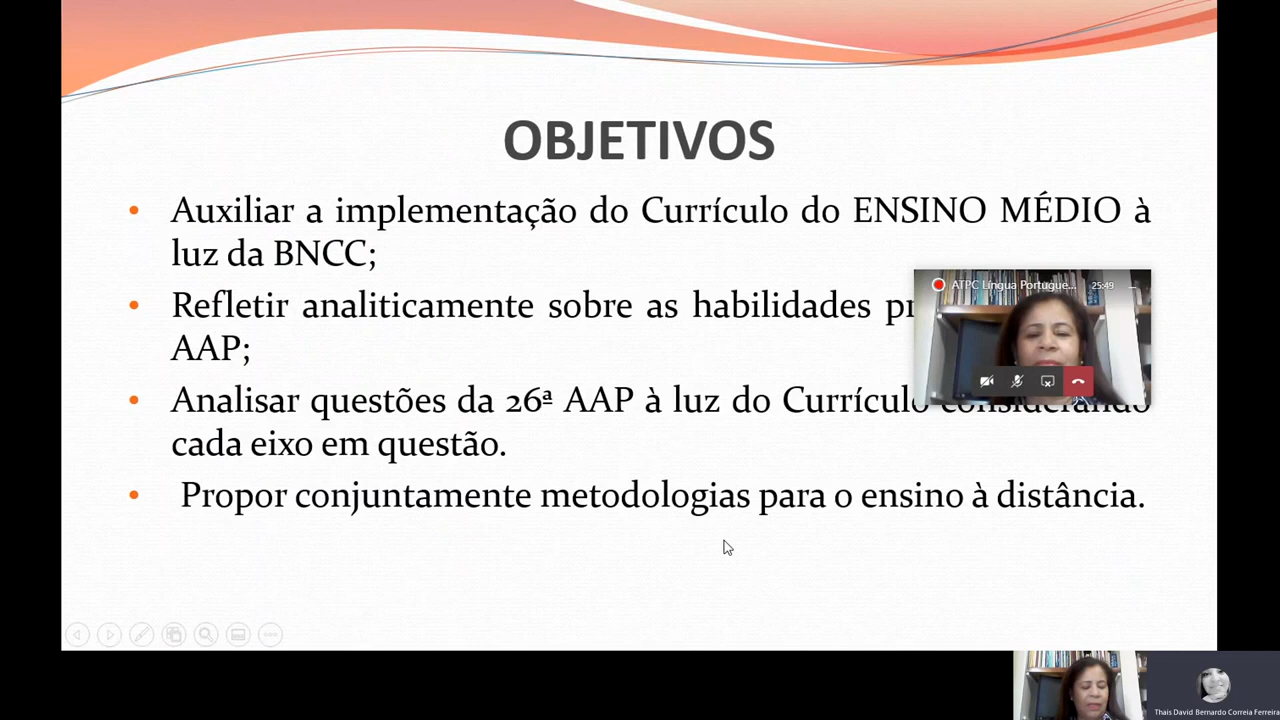 OBJETIVOS
• Auxiliar a implementação do Currículo do ENSINO MÉDIO à
luz da BNCC;
• Refletir analiticamente sobre as habilidades
AAP;
ATPC Língua Portugue... 25:49
• Analisar questões da 26ª AAP à luz do Currículo considerando
cada eixo em questão.
• Propor conjuntamente metodologias para o ensino à distância.
Thais David Bernardo Correia Ferreira